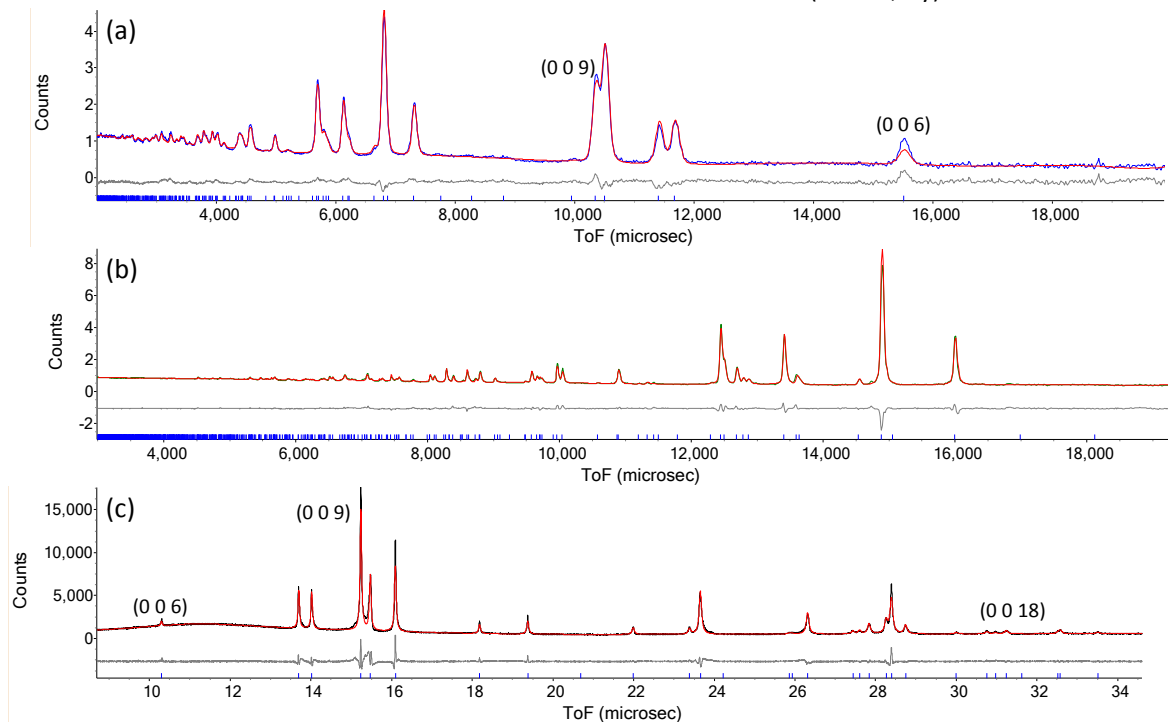 (a)
(0 0 9)
(0 0 6)
Counts
4
3
2
1
0
4,000 6,000 8,000 10,000 12,000 14,000 16,000 18,000
ToF (microsec)
(b)
Counts
8
6
4
2
0
-2
4,000 6,000 8,000 10,000 12,000 14,000 16,000 18,000
ToF (microsec)
(c)
(0 0 9)
(0 0 6)
(0 0 18)
Counts
15,000
10,000
5,000
0
10 12 14 16 18 20 22 24 26 28 30 32 34
ToF (microsec)